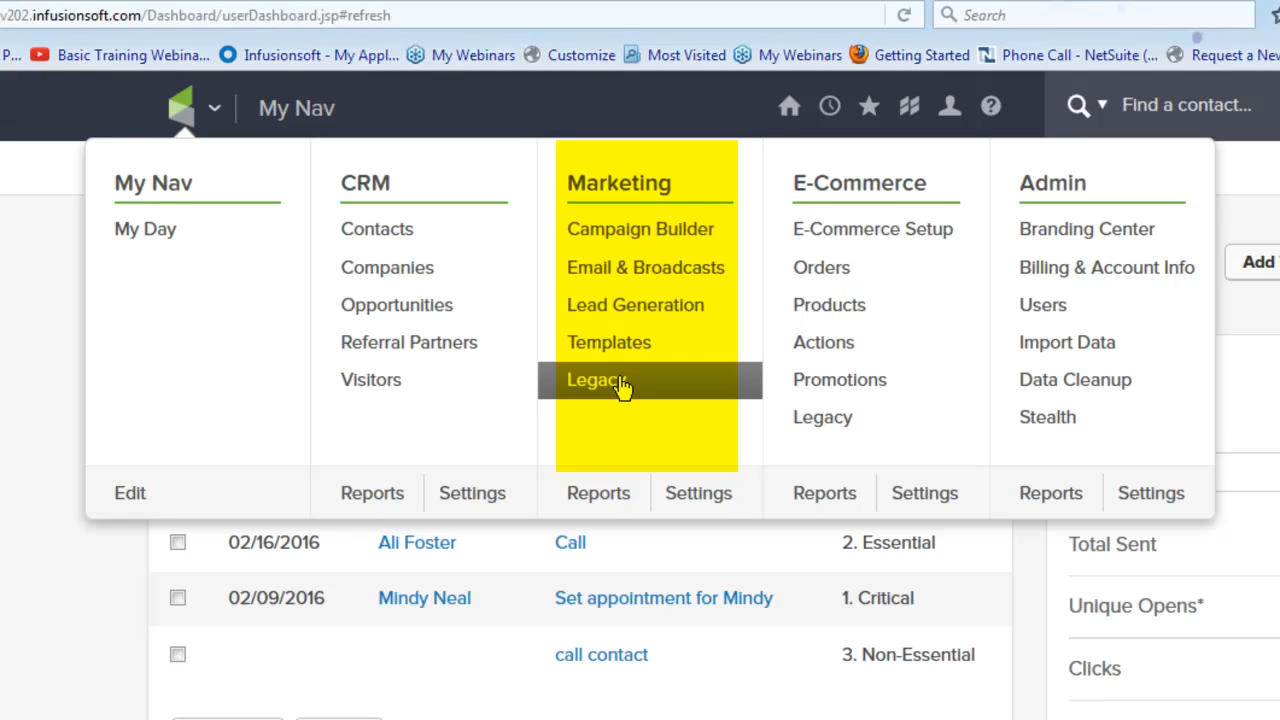 v202.infusionsoft.com/Dashboard/userDashboard.jsp#refresh
Search
P... Basic Training Webina... Infusionsoft - My Appl... My Webinars Customize Most Visited My Webinars Getting Started Phone Call - NetSuite (... Request a New
My Nav
Find a contact...
My Nav CRM Marketing E-Commerce Admin
My Day Contacts Campaign Builder E-Commerce Setup Branding Center
Companies Email & Broadcasts Orders Billing & Account Info
Add
Opportunities Lead Generation Products Users
Referral Partners Templates Actions Import Data
Visitors Legacy Promotions Data Cleanup
Legacy Stealth
Edit Reports Settings Reports Settings Reports Settings Reports Settings
02/16/2016 Ali Foster Call 2. Essential Total Sent
02/09/2016 Mindy Neal Set appointment for Mindy 1. Critical Unique Opens*
call contact 3. Non-Essential Clicks